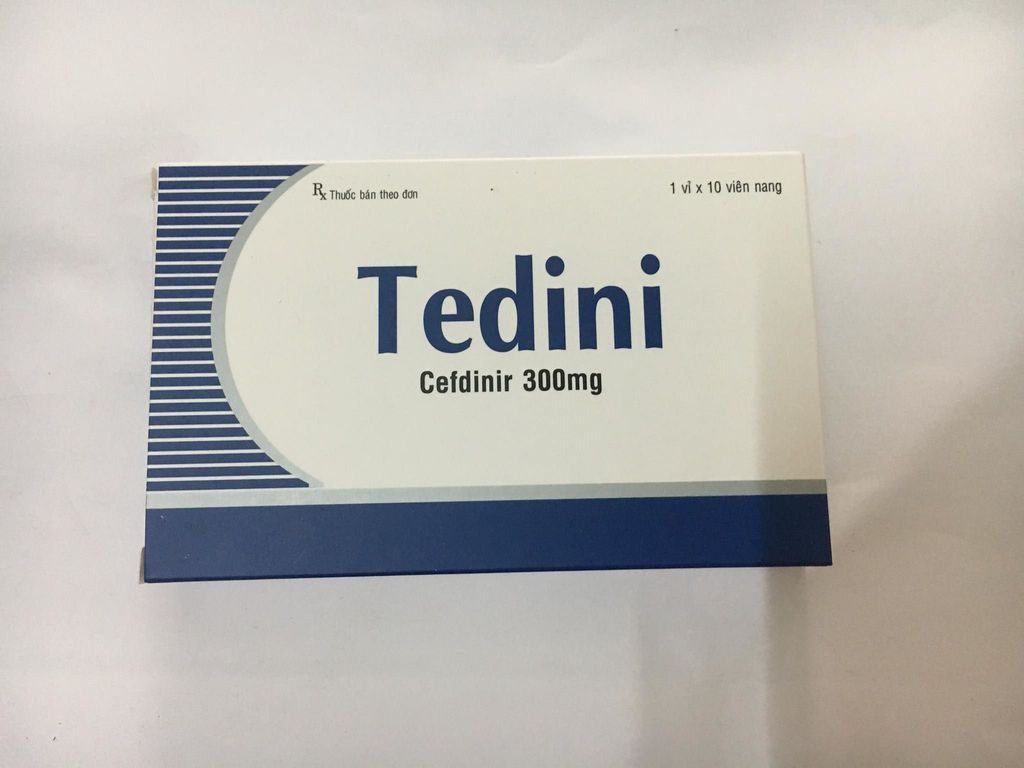 Rx Thuốc bán theo đơn
1 vỉ x 10 viên nang
Tedini
Cefdinir 300mg